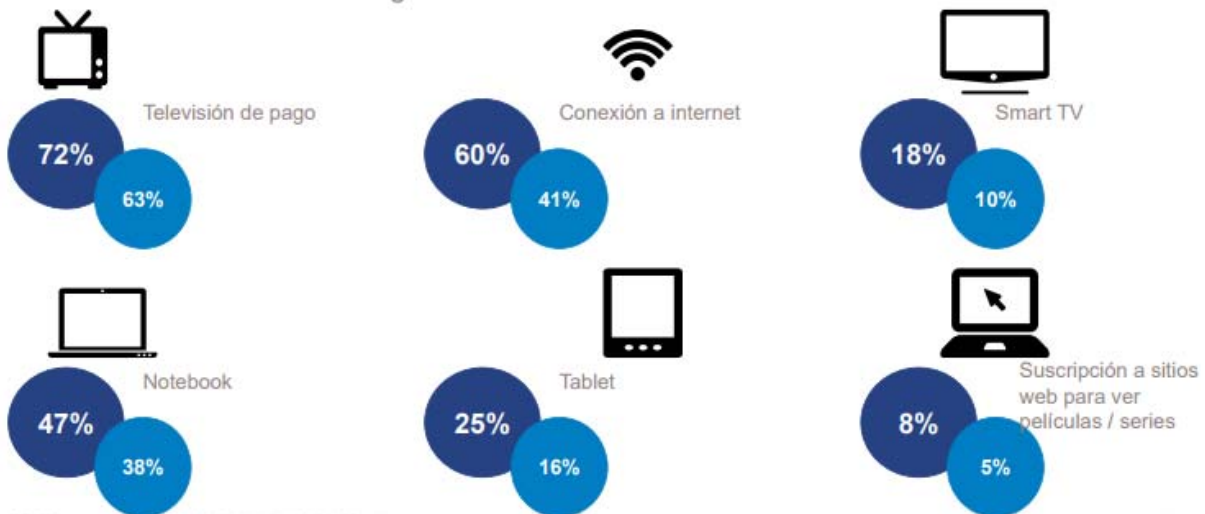 Televisión de pago
Conexión a internet
Smart TV
72%
60%
18%
63%
41%
10%
Notebook
Tablet
Suscripción a sitios
web para ver
películas / series
47%
25%
8%
38%
16%
5%